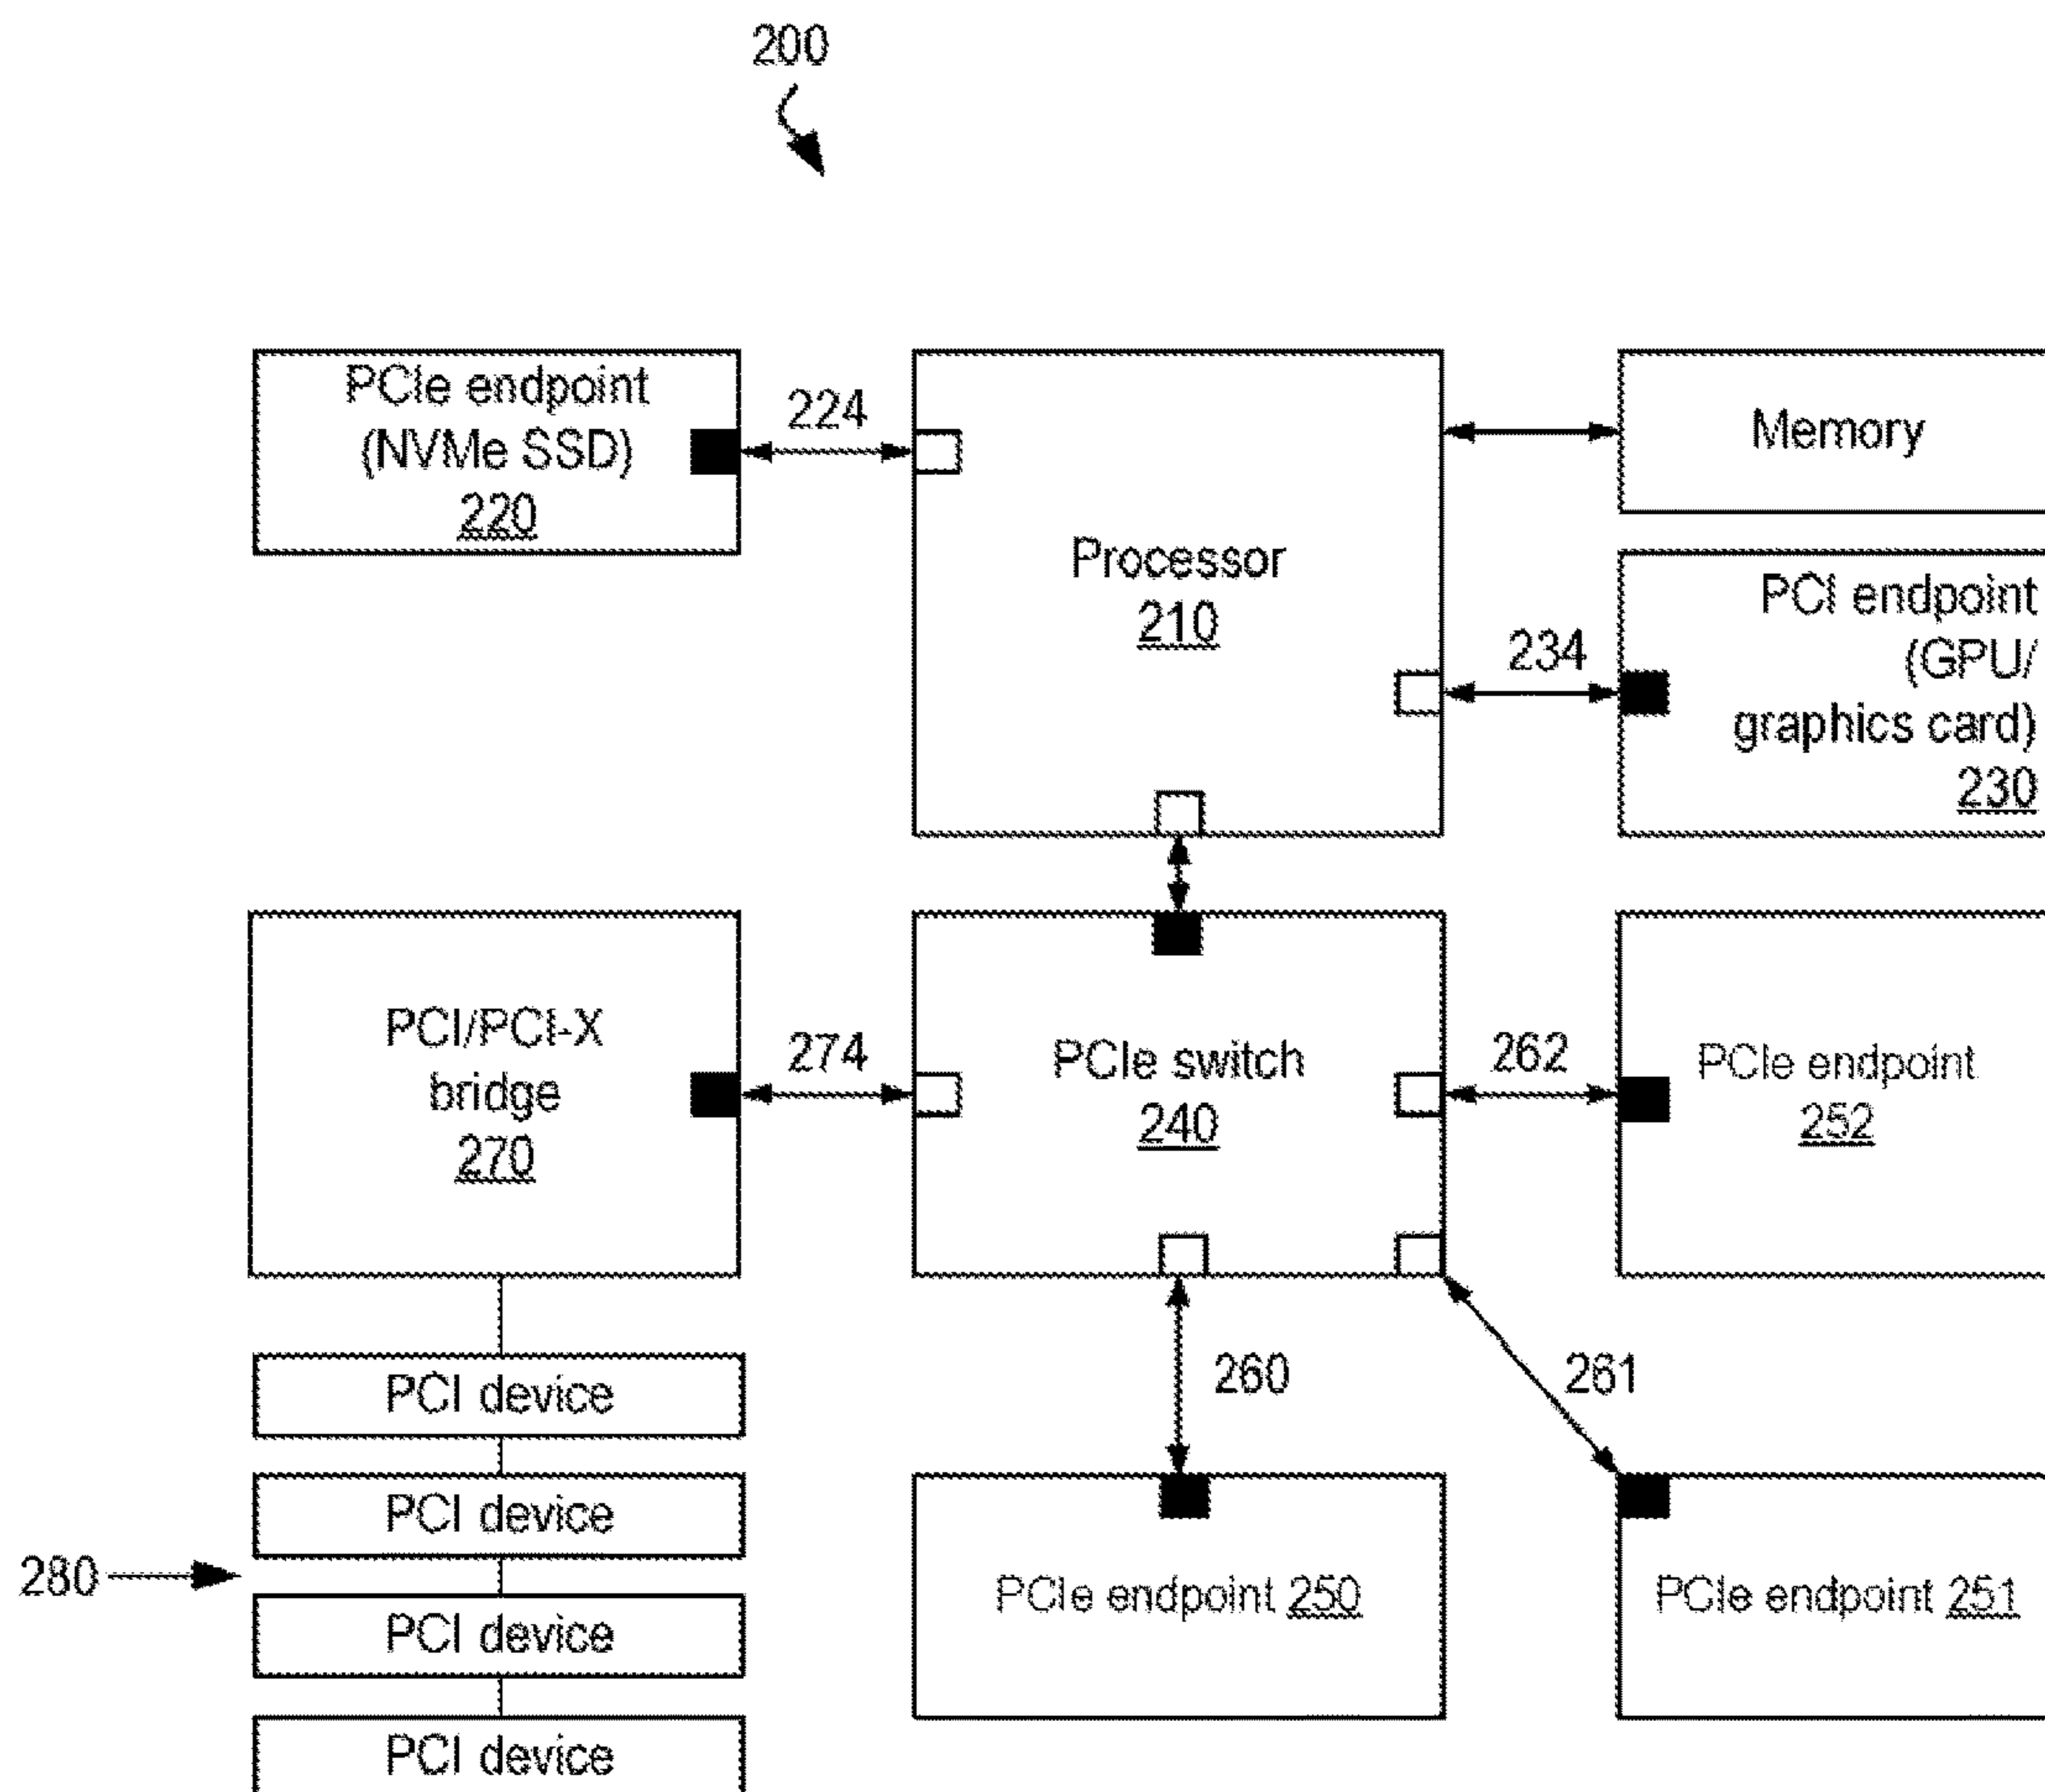 200
PCIe endpoint
(NVMe SSD)
220
224
Processor
210
Memory
234
PCI endpoint
(GPU/
graphics card)
230
PCI/PCI-X
bridge
270
274
PCIe switch
240
262
PCIe endpoint
252
260
261
PCI device
PCI device
280
PCI device
PCI device
PCIe endpoint 250
PCIe endpoint 251